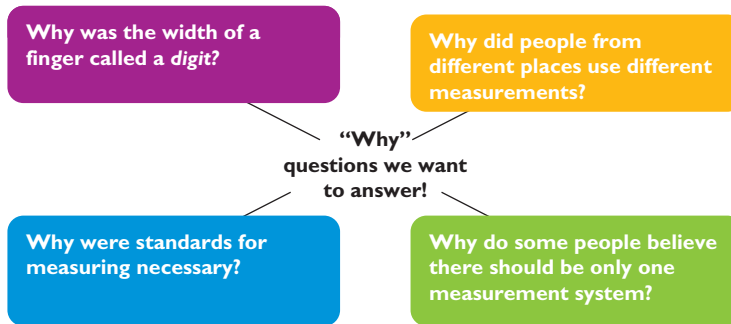 Why was the width of a
finger called a digit?
Why did people from
different places use different
measurements?
“Why”
questions we want
to answer!
Why were standards for
measuring necessary?
Why do some people believe
there should be only one
measurement system?